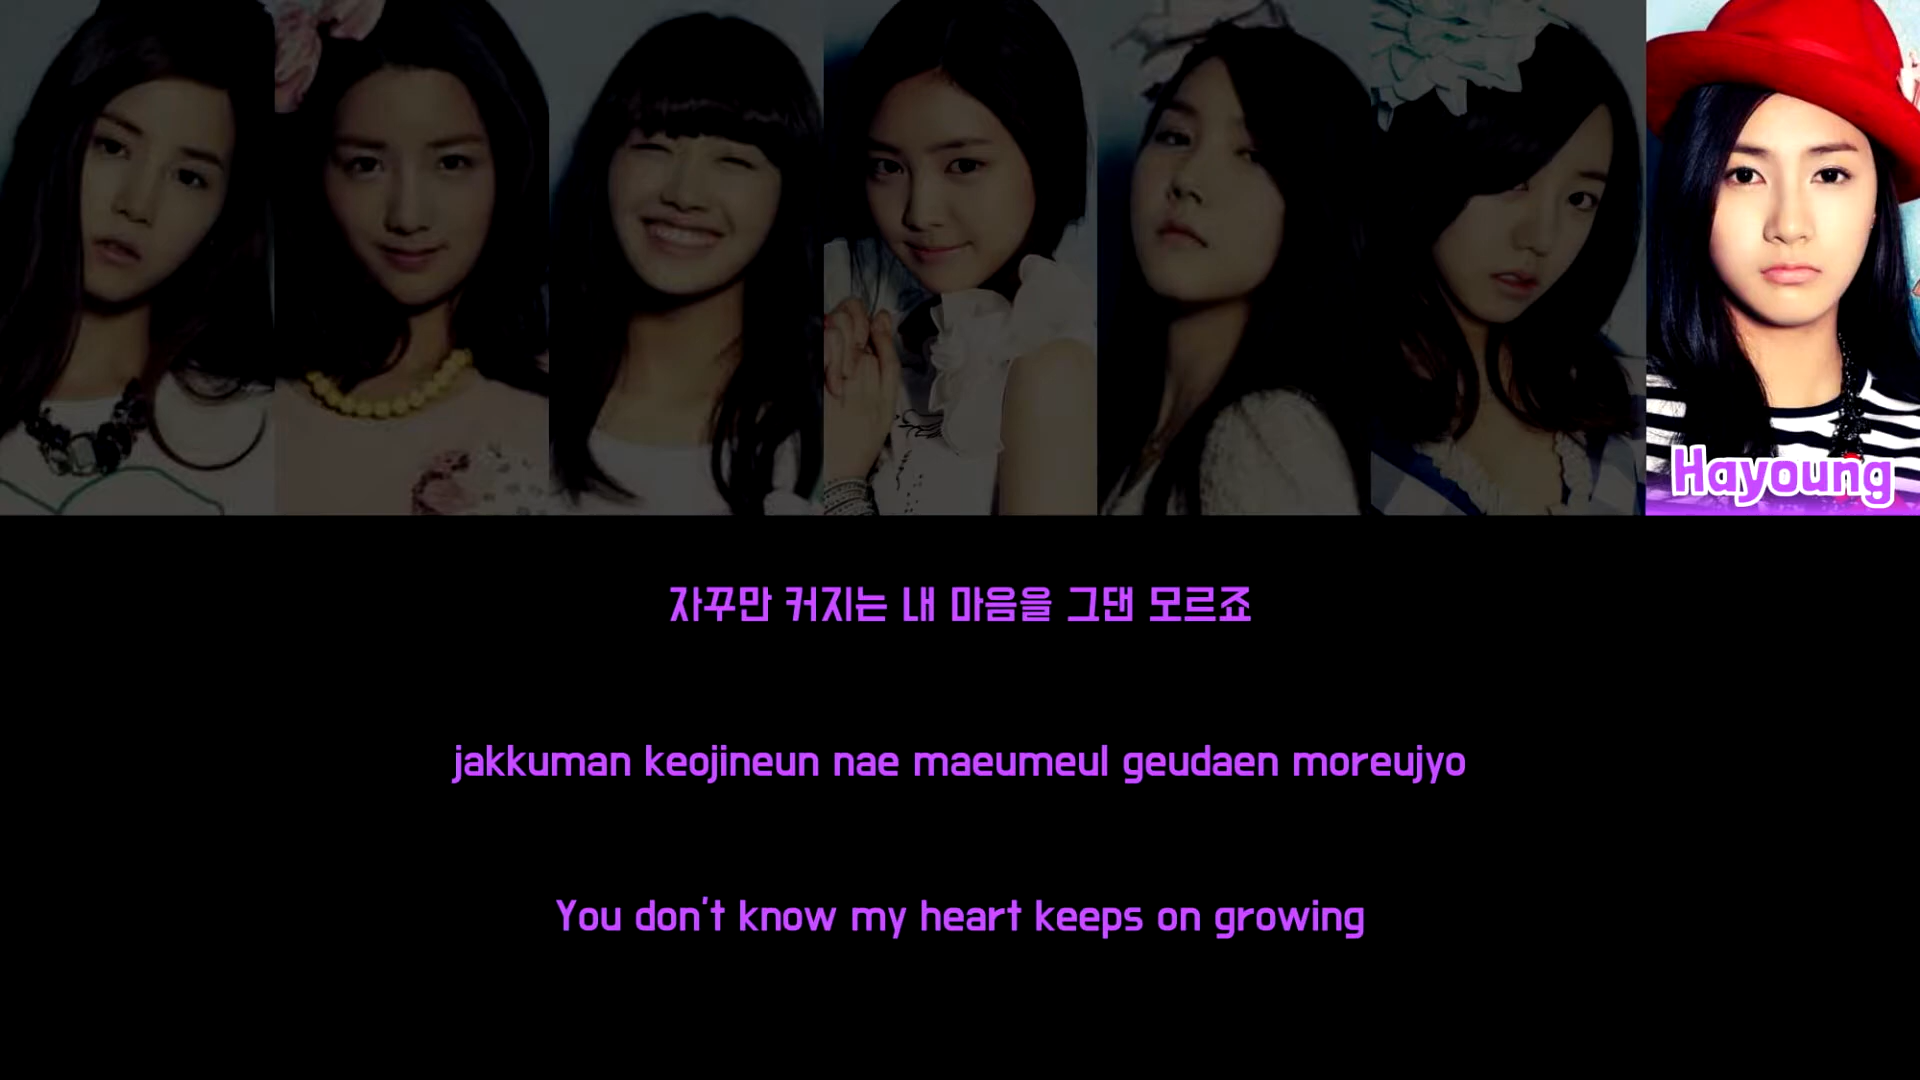 Hayoung
자꾸만 커지는 내 마음을 그댄 모르죠
jakkuman keojineun nae maeumeul geudaen moreujyo
You don't know my heart keeps on growing